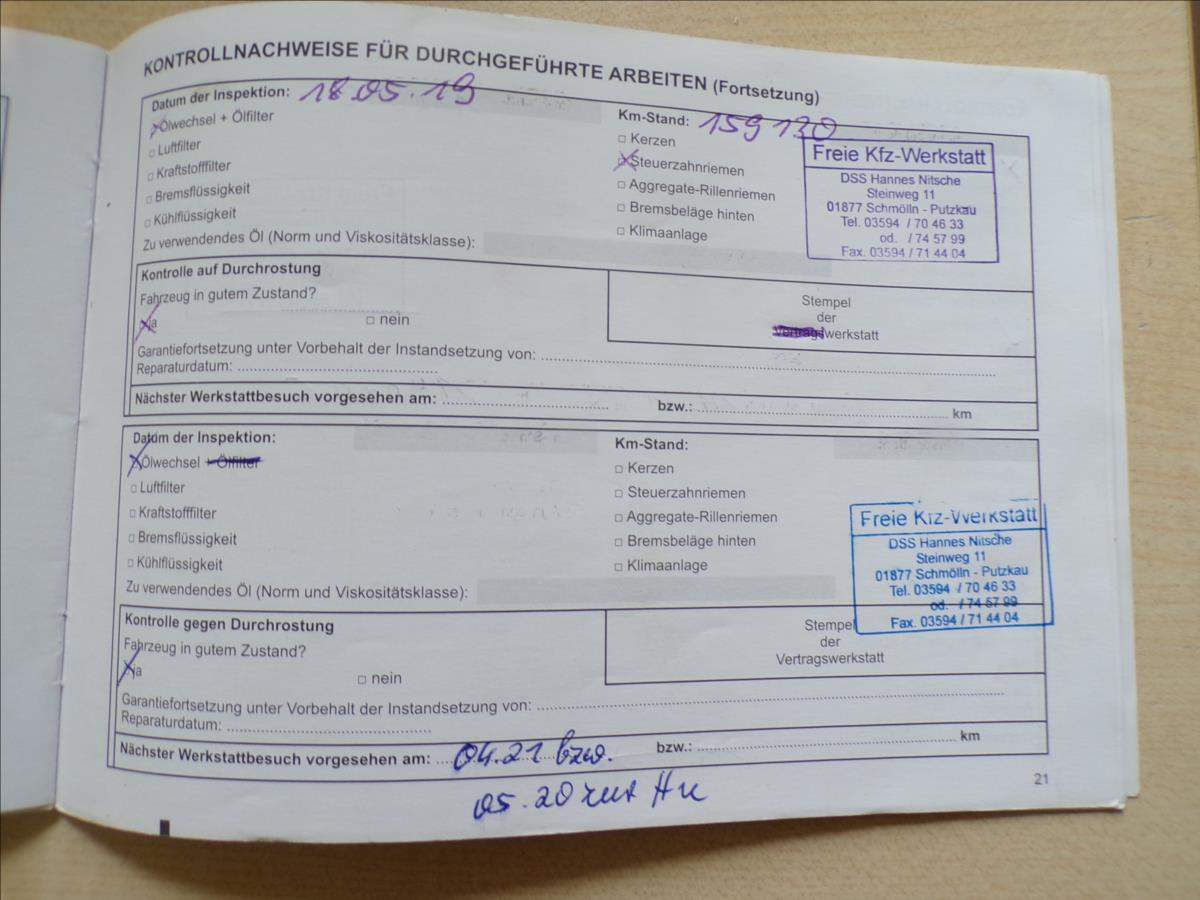 KONTROLLNACHWEISE FÜR DURCHGEFÜHRTE ARBEITEN (Fortsetzung)
Datum der Inspektion: 18.05.19
Km-Stand: 159 130
Ölwechsel + Ölfilter
Luftfilter
Kraftstofffilter
Bremsflüssigkeit
Kühlflüssigkeit
Kerzen
Steuerzahnriemen
Aggregate-Rillenriemen
Bremsbeläge hinten
Klimaanlage
Freie Kfz-Werkstatt
DSS Hannes Nitsche
Steinweg 11
01877 Schmölln - Putzkau
Tel. 03594 / 70 46 33
od. / 74 57 99
Fax. 03594 / 71 44 04
Zu verwendendes Öl (Norm und Viskositätsklasse):
Kontrolle auf Durchrostung
Fahrzeug in gutem Zustand?
ja
nein
Stempel
der
Vertragswerkstatt
Garantiefortsetzung unter Vorbehalt der Instandsetzung von:
Reparaturdatum:
Nächster Werkstattbesuch vorgesehen am:
bzw.: km
Datum der Inspektion:
Km-Stand:
Ölwechsel + Ölfilter
Luftfilter
Kraftstofffilter
Bremsflüssigkeit
Kühlflüssigkeit
Kerzen
Steuerzahnriemen
Aggregate-Rillenriemen
Bremsbeläge hinten
Klimaanlage
Freie Kfz-Werkstatt
DSS Hannes Nitsche
Steinweg 11
01877 Schmölln - Putzkau
Tel. 03594 / 70 46 33
od. / 74 57 99
Fax. 03594 / 71 44 04
Zu verwendendes Öl (Norm und Viskositätsklasse):
Kontrolle gegen Durchrostung
Fahrzeug in gutem Zustand?
ja
nein
Stempel
der
Vertragswerkstatt
Garantiefortsetzung unter Vorbehalt der Instandsetzung von:
Reparaturdatum:
Nächster Werkstattbesuch vorgesehen am: 04.21 bzw.
bzw.: km
05.20
21